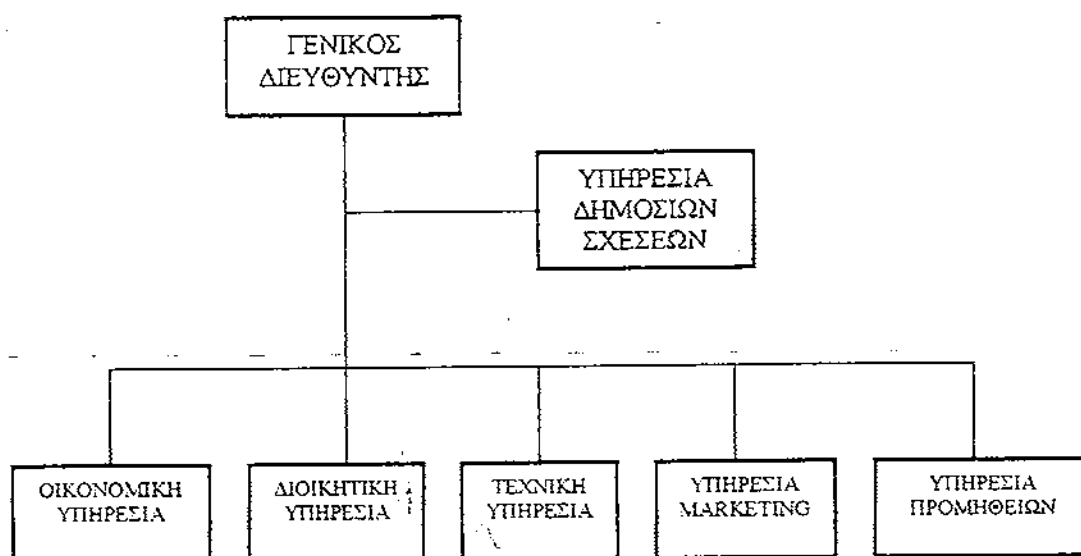 ΓΕΝΙΚΟΣ
ΔΙΕΥΘΥΝΤΗΣ
ΥΠΗΡΕΣΙΑ
ΔΗΜΟΣΙΩΝ
ΣΧΕΣΕΩΝ
ΟΙΚΟΝΟΜΙΚΗ
ΥΠΗΡΕΣΙΑ
ΔΙΟΙΚΗΤΙΚΗ
ΥΠΗΡΕΣΙΑ
ΤΕΧΝΙΚΗ
ΥΠΗΡΕΣΙΑ
ΥΠΗΡΕΣΙΑ
MARKETING
ΥΠΗΡΕΣΙΑ
ΠΡΟΜΗΘΕΙΩΝ